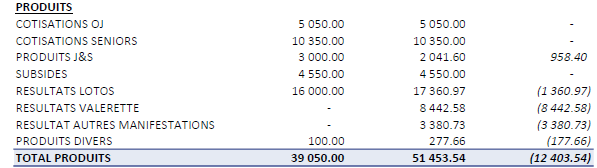 PRODUITS
COTISATIONS OJ 5 050.00 5 050.00 -
COTISATIONS SENIORS 10 350.00 10 350.00 -
PRODUITS J&S 3 000.00 2 041.60 958.40
SUBSIDES 4 550.00 4 550.00 -
RESULTATS LOTOS 16 000.00 17 360.97 (1 360.97)
RESULTATS VALERETTE - 8 442.58 (8 442.58)
RESULTAT AUTRES MANIFESTATIONS - 3 380.73 (3 380.73)
PRODUITS DIVERS 100.00 277.66 (177.66)
TOTAL PRODUITS 39 050.00 51 453.54 (12 403.54)